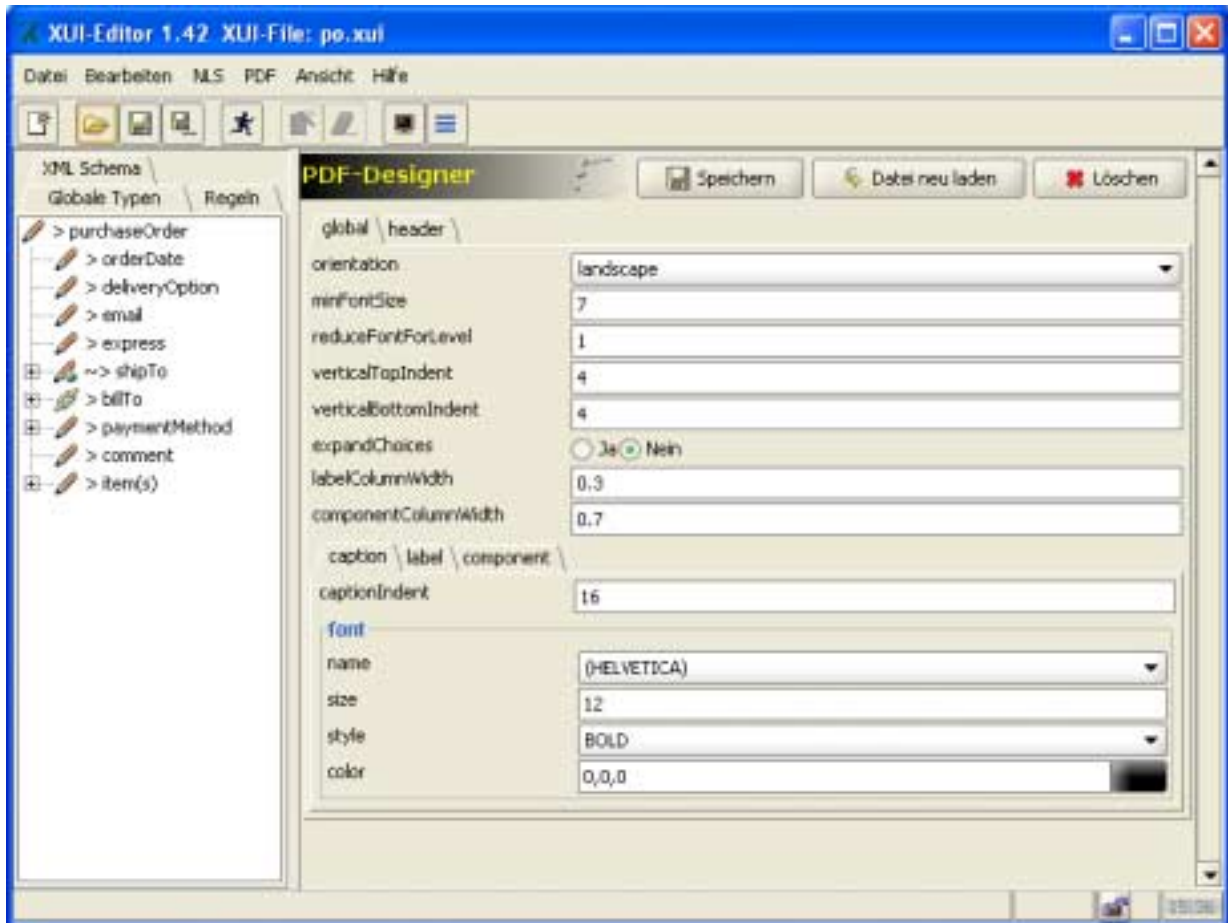 XUI-Editor 1.42 XUI-File: po.xui
Datei Bearbeiten NLS PDF Ansicht Hilfe
XML Schema
Globale Typen Regeln
> purchaseOrder
> orderDate
> deliveryOption
> email
> express
~> shipTo
> billTo
> paymentMethod
> comment
> item(s)
PDF-Designer Speichern Datei neu laden Löschen
global header
orientation landscape
minFontSize 7
reduceFontForLevel 1
verticalTopIndent 4
verticalBottomIndent 4
expandChoices Ja Nein
labelColumnWidth 0.3
componentColumnWidth 0.7
caption label component
captionIndent 16
font
name (HELVETICA)
size 12
style BOLD
color 0,0,0